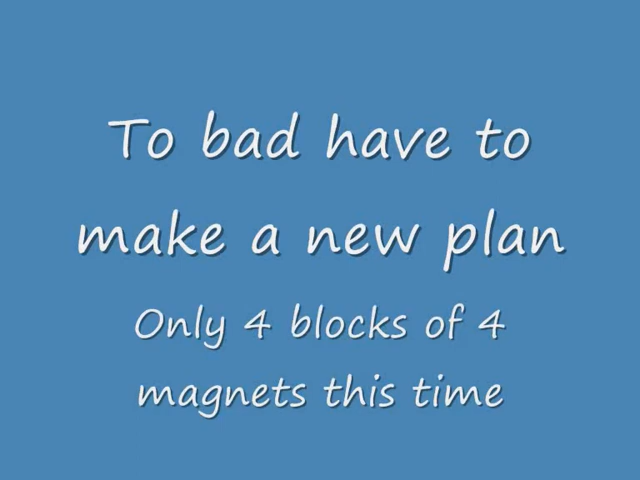 To bad have to
make a new plan
Only 4 blocks of 4
magnets this time